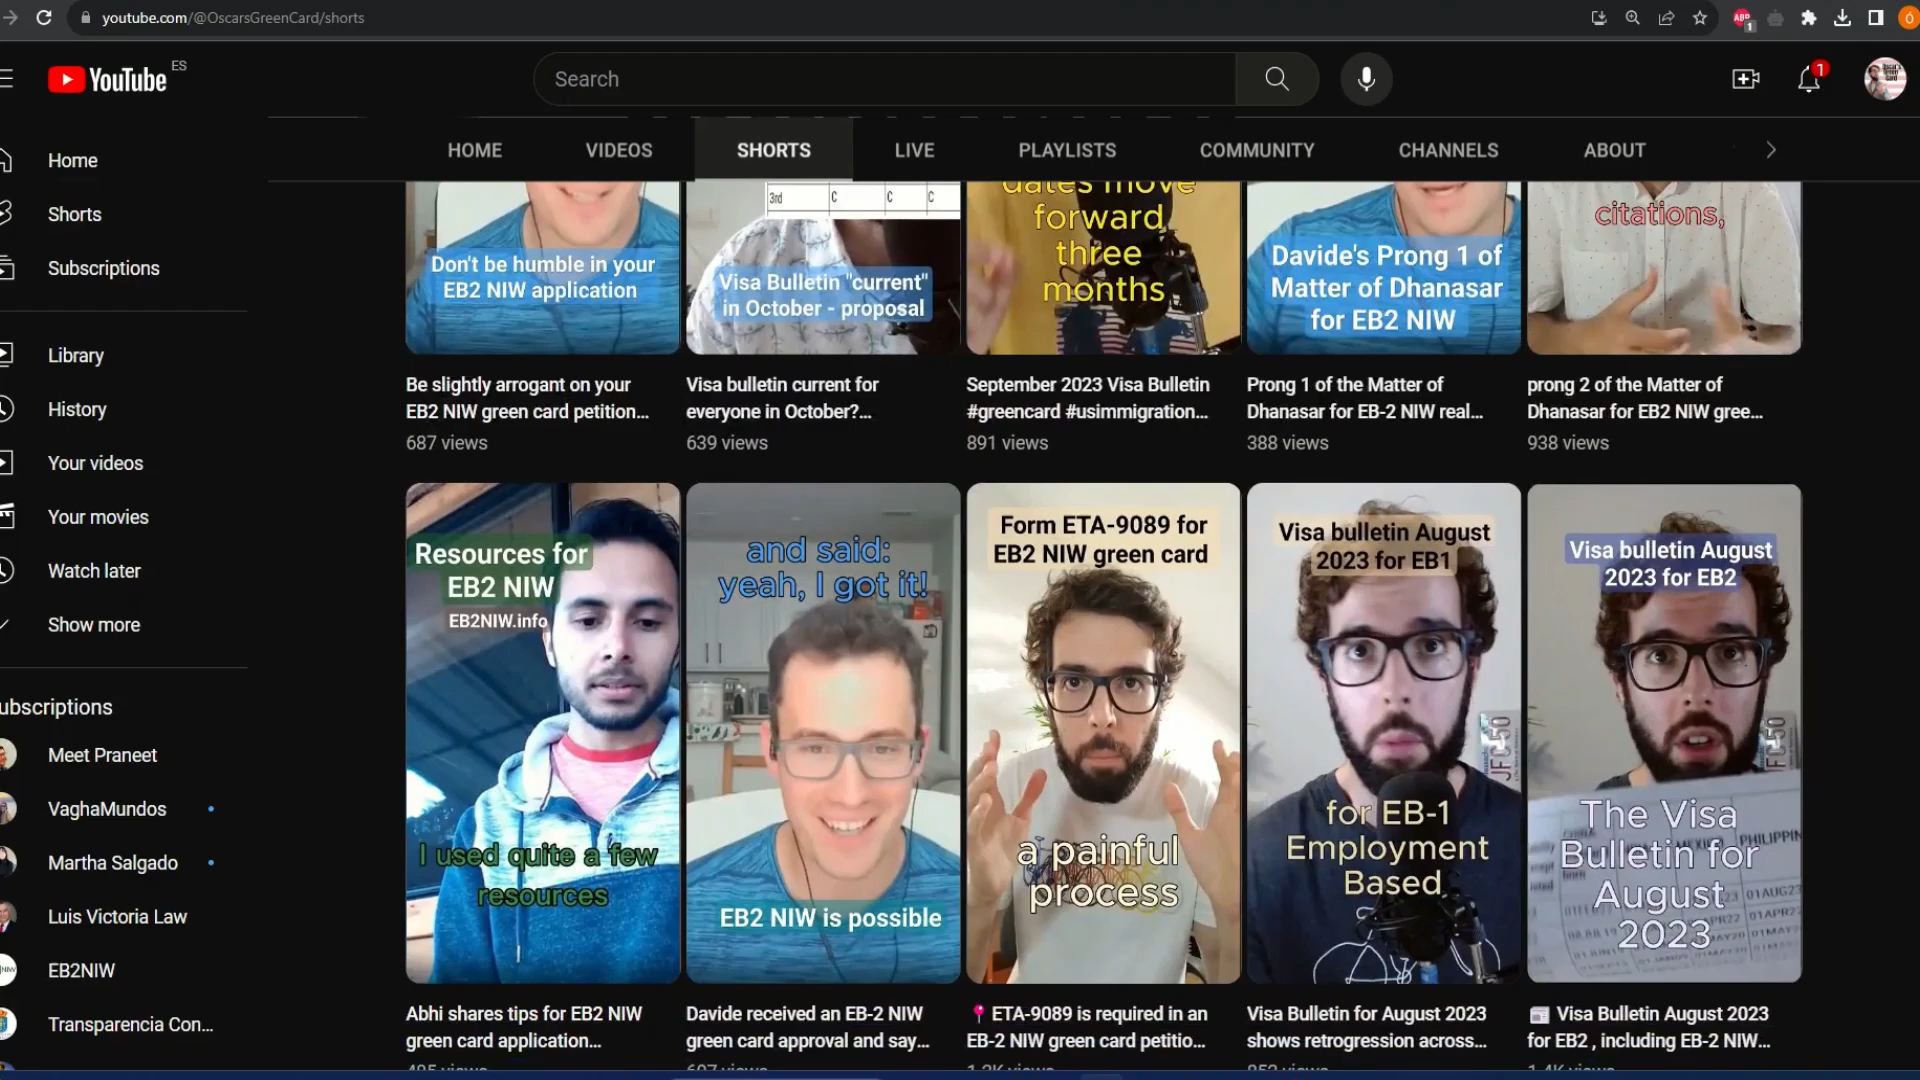 youtube.com/@OscarsGreenCard/shorts
ABP
1
YouTube
ES
Search
1
Home
Shorts
Subscriptions
Library
History
Your videos
Your movies
Watch later
Show more
ubscriptions
Meet Praneet
VaghaMundos
Martha Salgado
Luis Victoria Law
EB2NIW
Transparencia Con...
HOME
VIDEOS
SHORTS
LIVE
PLAYLISTS
COMMUNITY
CHANNELS
ABOUT
Don't be humble in your
EB2 NIW application
3rd C C C
Visa Bulletin "current"
in October - proposal
dates move
forward
three
months
Davide's Prong 1 of
Matter of Dhanasar
for EB2 NIW
citations,
Be slightly arrogant on your
EB2 NIW green card petition...
687 views
Visa bulletin current for
everyone in October?...
639 views
September 2023 Visa Bulletin
#greencard #usimmigration...
891 views
Prong 1 of the Matter of
Dhanasar for EB-2 NIW real...
388 views
prong 2 of the Matter of
Dhanasar for EB2 NIW gree...
938 views
Resources for
EB2 NIW
EB2NIW.info
I used quite a few
resources
and said:
yeah, I got it!
EB2 NIW is possible
Form ETA-9089 for
EB2 NIW green card
a painful
process
Visa bulletin August
2023 for EB1
for EB-1
Employment
Based
Visa bulletin August
2023 for EB2
The Visa
Bulletin for
August
2023
PHILIPPIN
01AUG23
01APR22
Abhi shares tips for EB2 NIW
green card application...
Davide received an EB-2 NIW
green card approval and say...
ETA-9089 is required in an
EB-2 NIW green card petitio...
Visa Bulletin for August 2023
shows retrogression across...
Visa Bulletin August 2023
for EB2 , including EB-2 NIW...